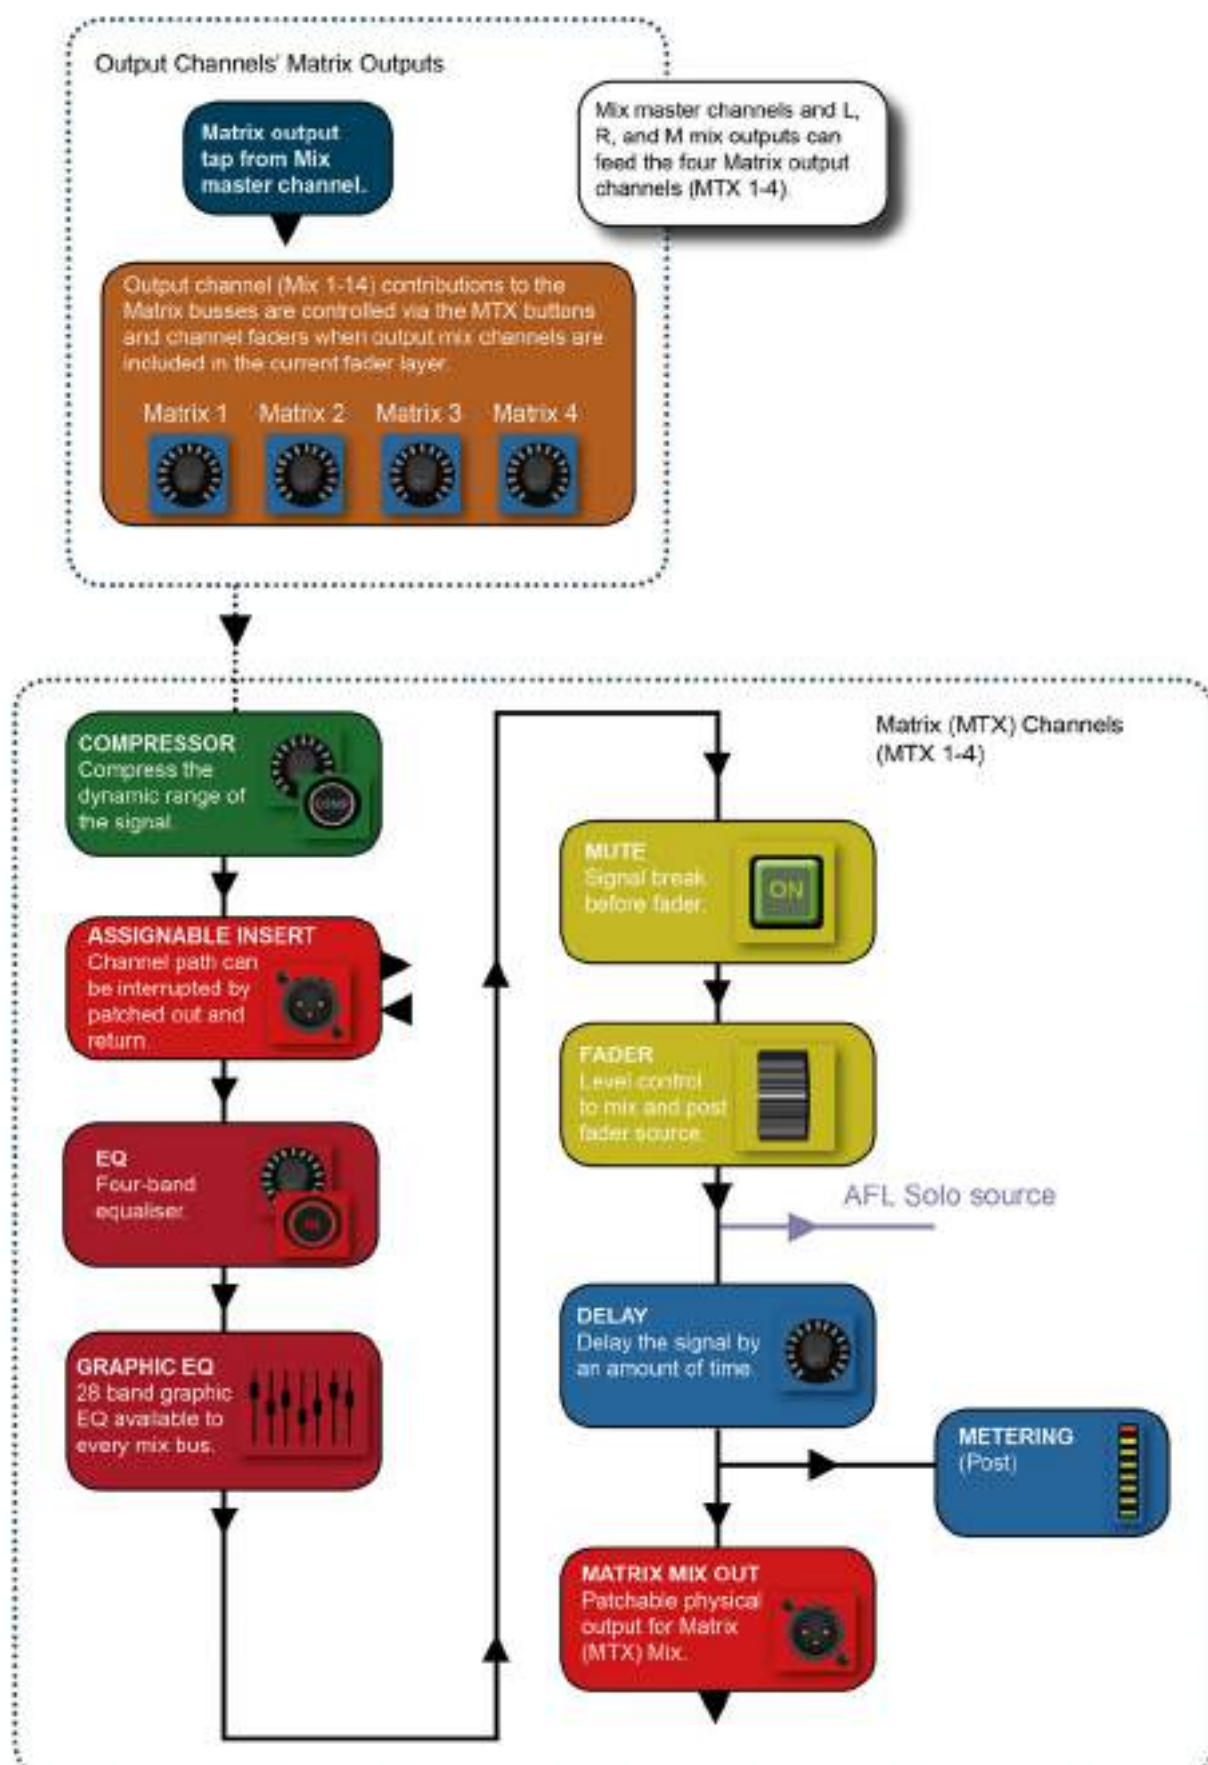 Output Channels' Matrix Outputs
Matrix output
tap from Mix
master channel.
Mix master channels and L,
R, and M mix outputs can
feed the four Matrix output
channels (MTX 1-4).
Output channel (Mix 1-14) contributions to the
Matrix busses are controlled via the MTX buttons
and channel faders when output mix channels are
included in the current fader layer.
Matrix 1 Matrix 2 Matrix 3 Matrix 4
Matrix (MTX) Channels
(MTX 1-4)
COMPRESSOR
Compress the
dynamic range of
the signal.
COMP
ASSIGNABLE INSERT
Channel path can
be interrupted by
patched out and
return.
EQ
Four-band
equaliser.
GRAPHIC EQ
28 band graphic
EQ available to
every mix bus.
MUTE
Signal break
before fader.
ON
FADER
Level control
to mix and post
fader source.
AFL Solo source
DELAY
Delay the signal by
an amount of time.
METERING
(Post)
MATRIX MIX OUT
Patchable physical
output for Matrix
(MTX) Mix.